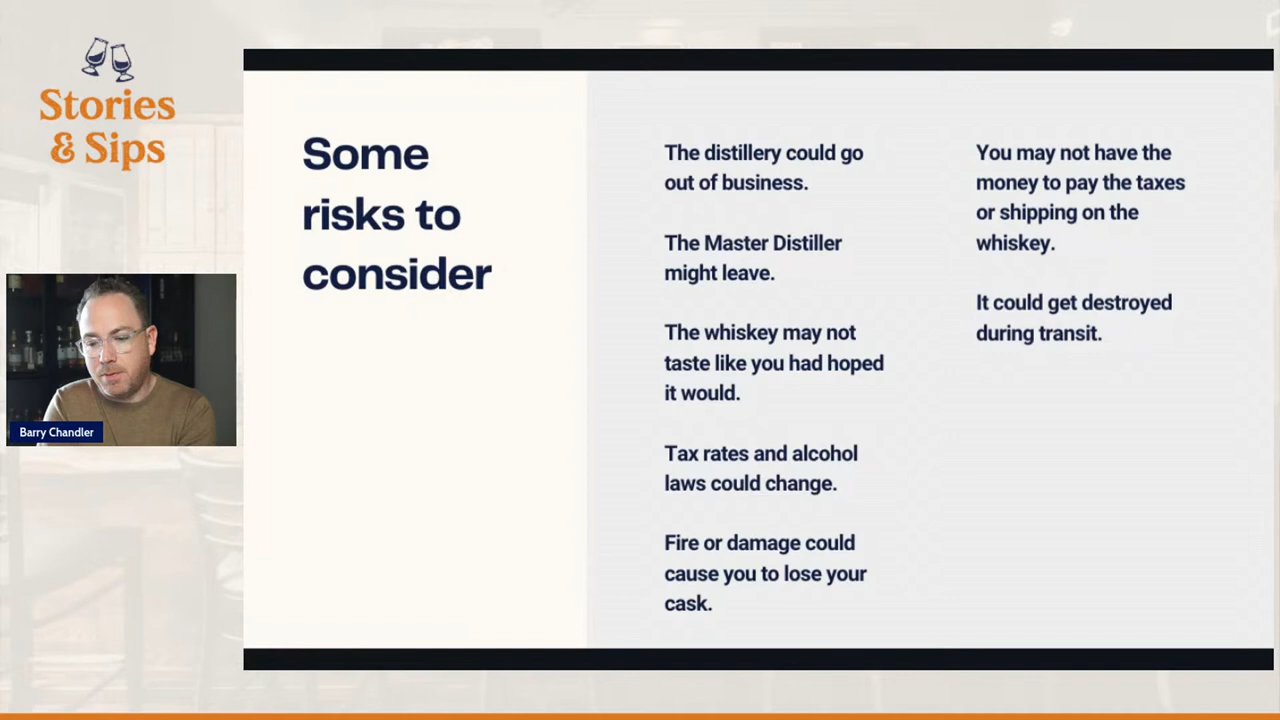 Stories
& Sips
Barry Chandler
Some
risks to
consider
The distillery could go
out of business.
The Master Distiller
might leave.
The whiskey may not
taste like you had hoped
it would.
Tax rates and alcohol
laws could change.
Fire or damage could
cause you to lose your
cask.
You may not have the
money to pay the taxes
or shipping on the
whiskey.
It could get destroyed
during transit.